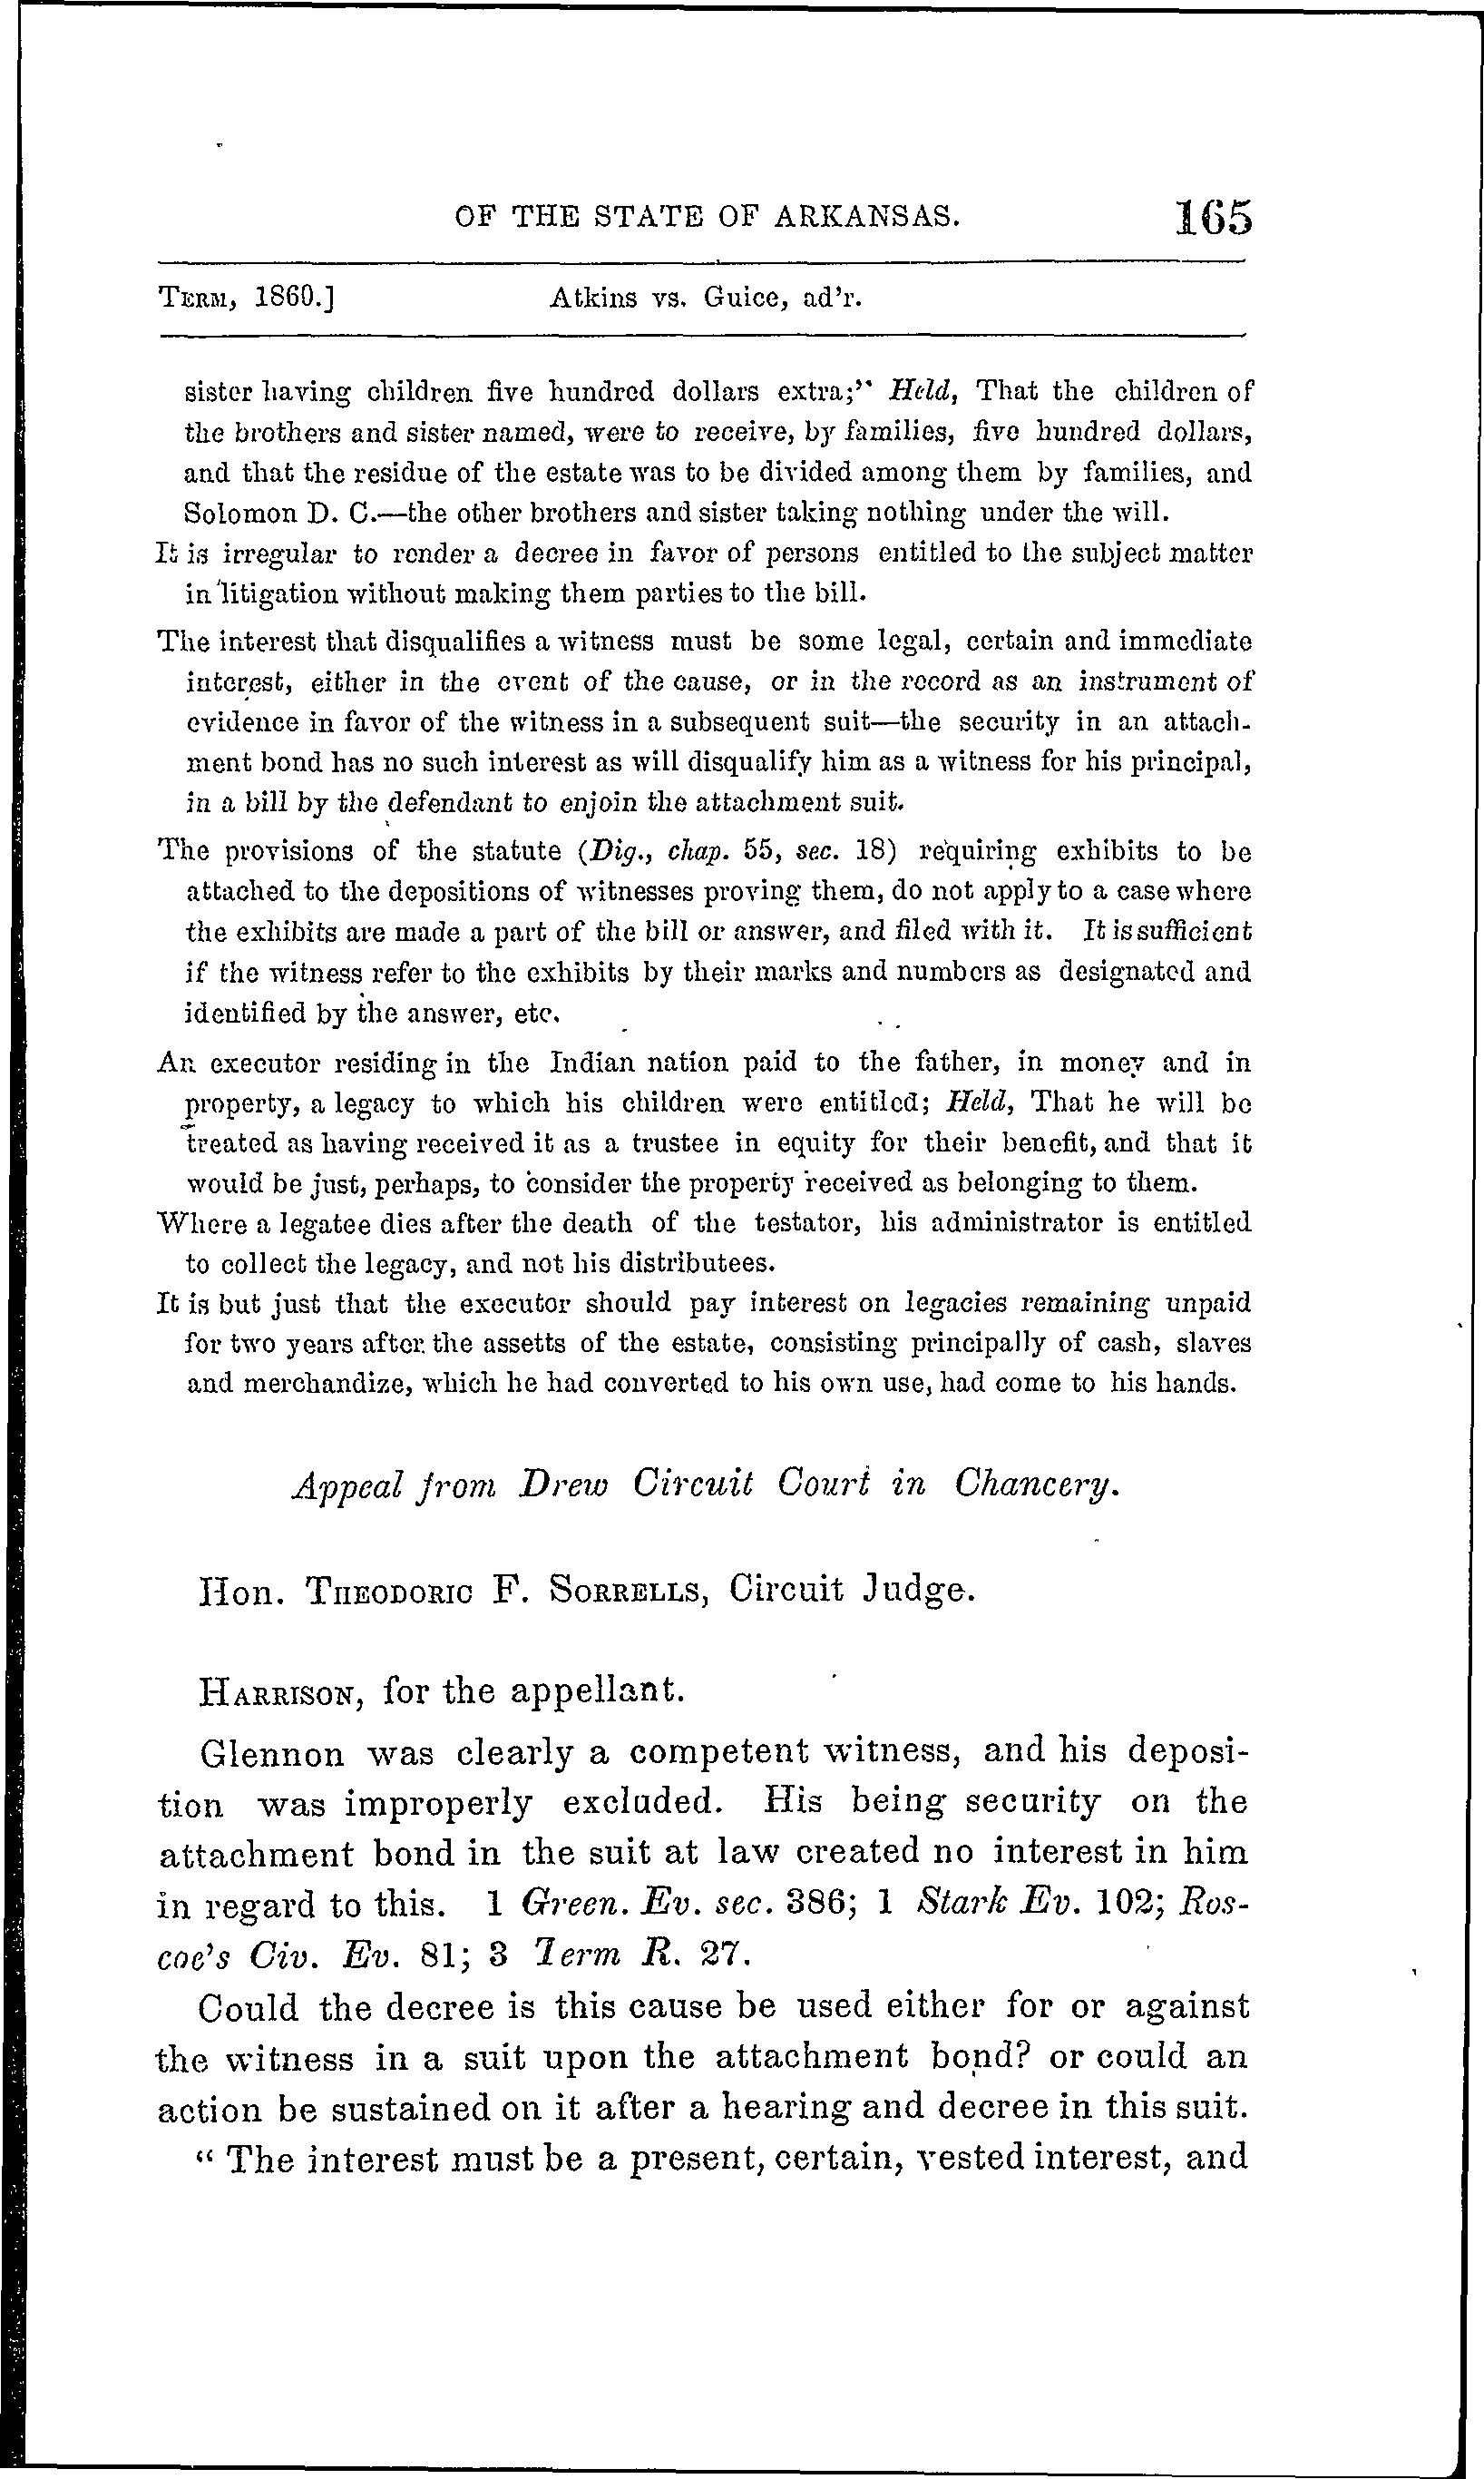 OF THE STATE OF ARKANSAS. 165
TERM, 1860.] Atkins vs. Guice, ad'r.
sister having children five hundred dollars extra;" Held, That the children of
the brothers and sister named, were to receive, by families, five hundred dollars,
and that the residue of the estate was to be divided among them by families, and
Solomon D. C.—the other brothers and sister taking nothing under the will.
It is irregular to render a decree in favor of persons entitled to the subject matter
in litigation without making them parties to the bill.
The interest that disqualifies a witness must be some legal, certain and immediate
interest, either in the event of the cause, or in the record as an instrument of
evidence in favor of the witness in a subsequent suit—the security in an attach-
ment bond has no such interest as will disqualify him as a witness for his principal,
in a bill by the defendant to enjoin the attachment suit.
The provisions of the statute (Dig., chap. 55, sec. 18) requiring exhibits to be
attached to the depositions of witnesses proving them, do not apply to a case where
the exhibits are made a part of the bill or answer, and filed with it. It is sufficient
if the witness refer to the exhibits by their marks and numbers as designated and
identified by the answer, etc.
An executor residing in the Indian nation paid to the father, in money and in
property, a legacy to which his children were entitled; Held, That he will be
treated as having received it as a trustee in equity for their benefit, and that it
would be just, perhaps, to consider the property received as belonging to them.
Where a legatee dies after the death of the testator, his administrator is entitled
to collect the legacy, and not his distributees.
It is but just that the executor should pay interest on legacies remaining unpaid
for two years after the assetts of the estate, consisting principally of cash, slaves
and merchandize, which he had converted to his own use, had come to his hands.
Appeal from Drew Circuit Court in Chancery.
Hon. THEODORIC F. SORRELLS, Circuit Judge.
HARRISON, for the appellant.
Glennon was clearly a competent witness, and his deposi-
tion was improperly excluded. His being security on the
attachment bond in the suit at law created no interest in him
in regard to this. 1 Green. Ev. sec. 386; 1 Stark Ev. 102; Ros-
coe's Civ. Ev. 81; 3 Term R. 27.
Could the decree is this cause be used either for or against
the witness in a suit upon the attachment bond? or could an
action be sustained on it after a hearing and decree in this suit.
" The interest must be a present, certain, vested interest, and